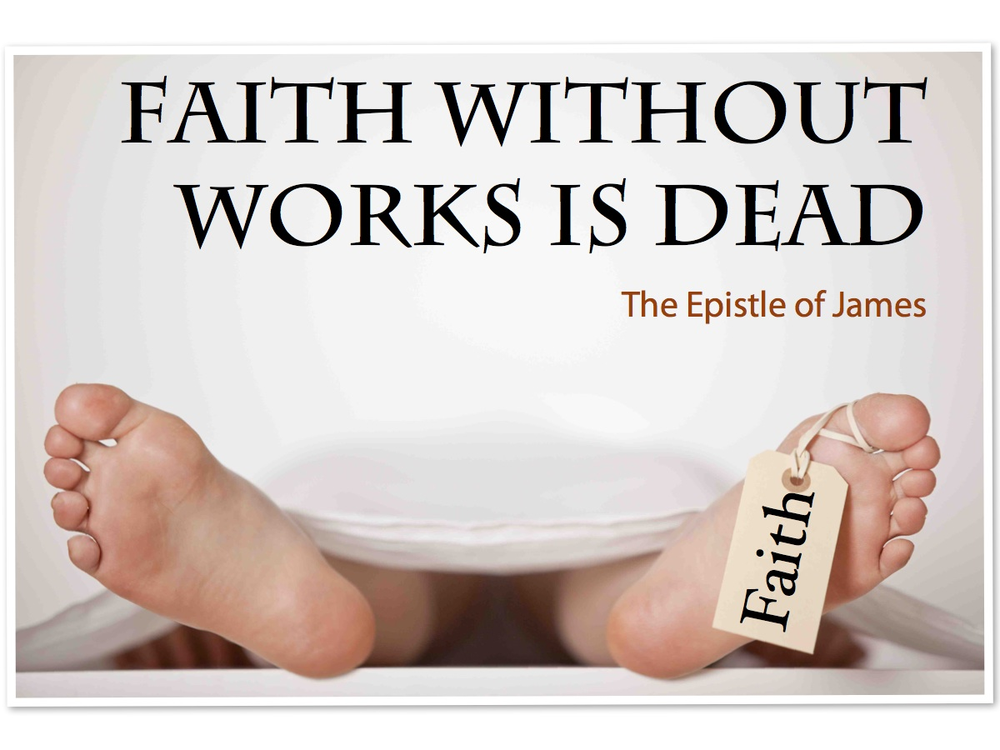 FAITH WITHOUT
WORKS IS DEAD
The Epistle of James
Faith